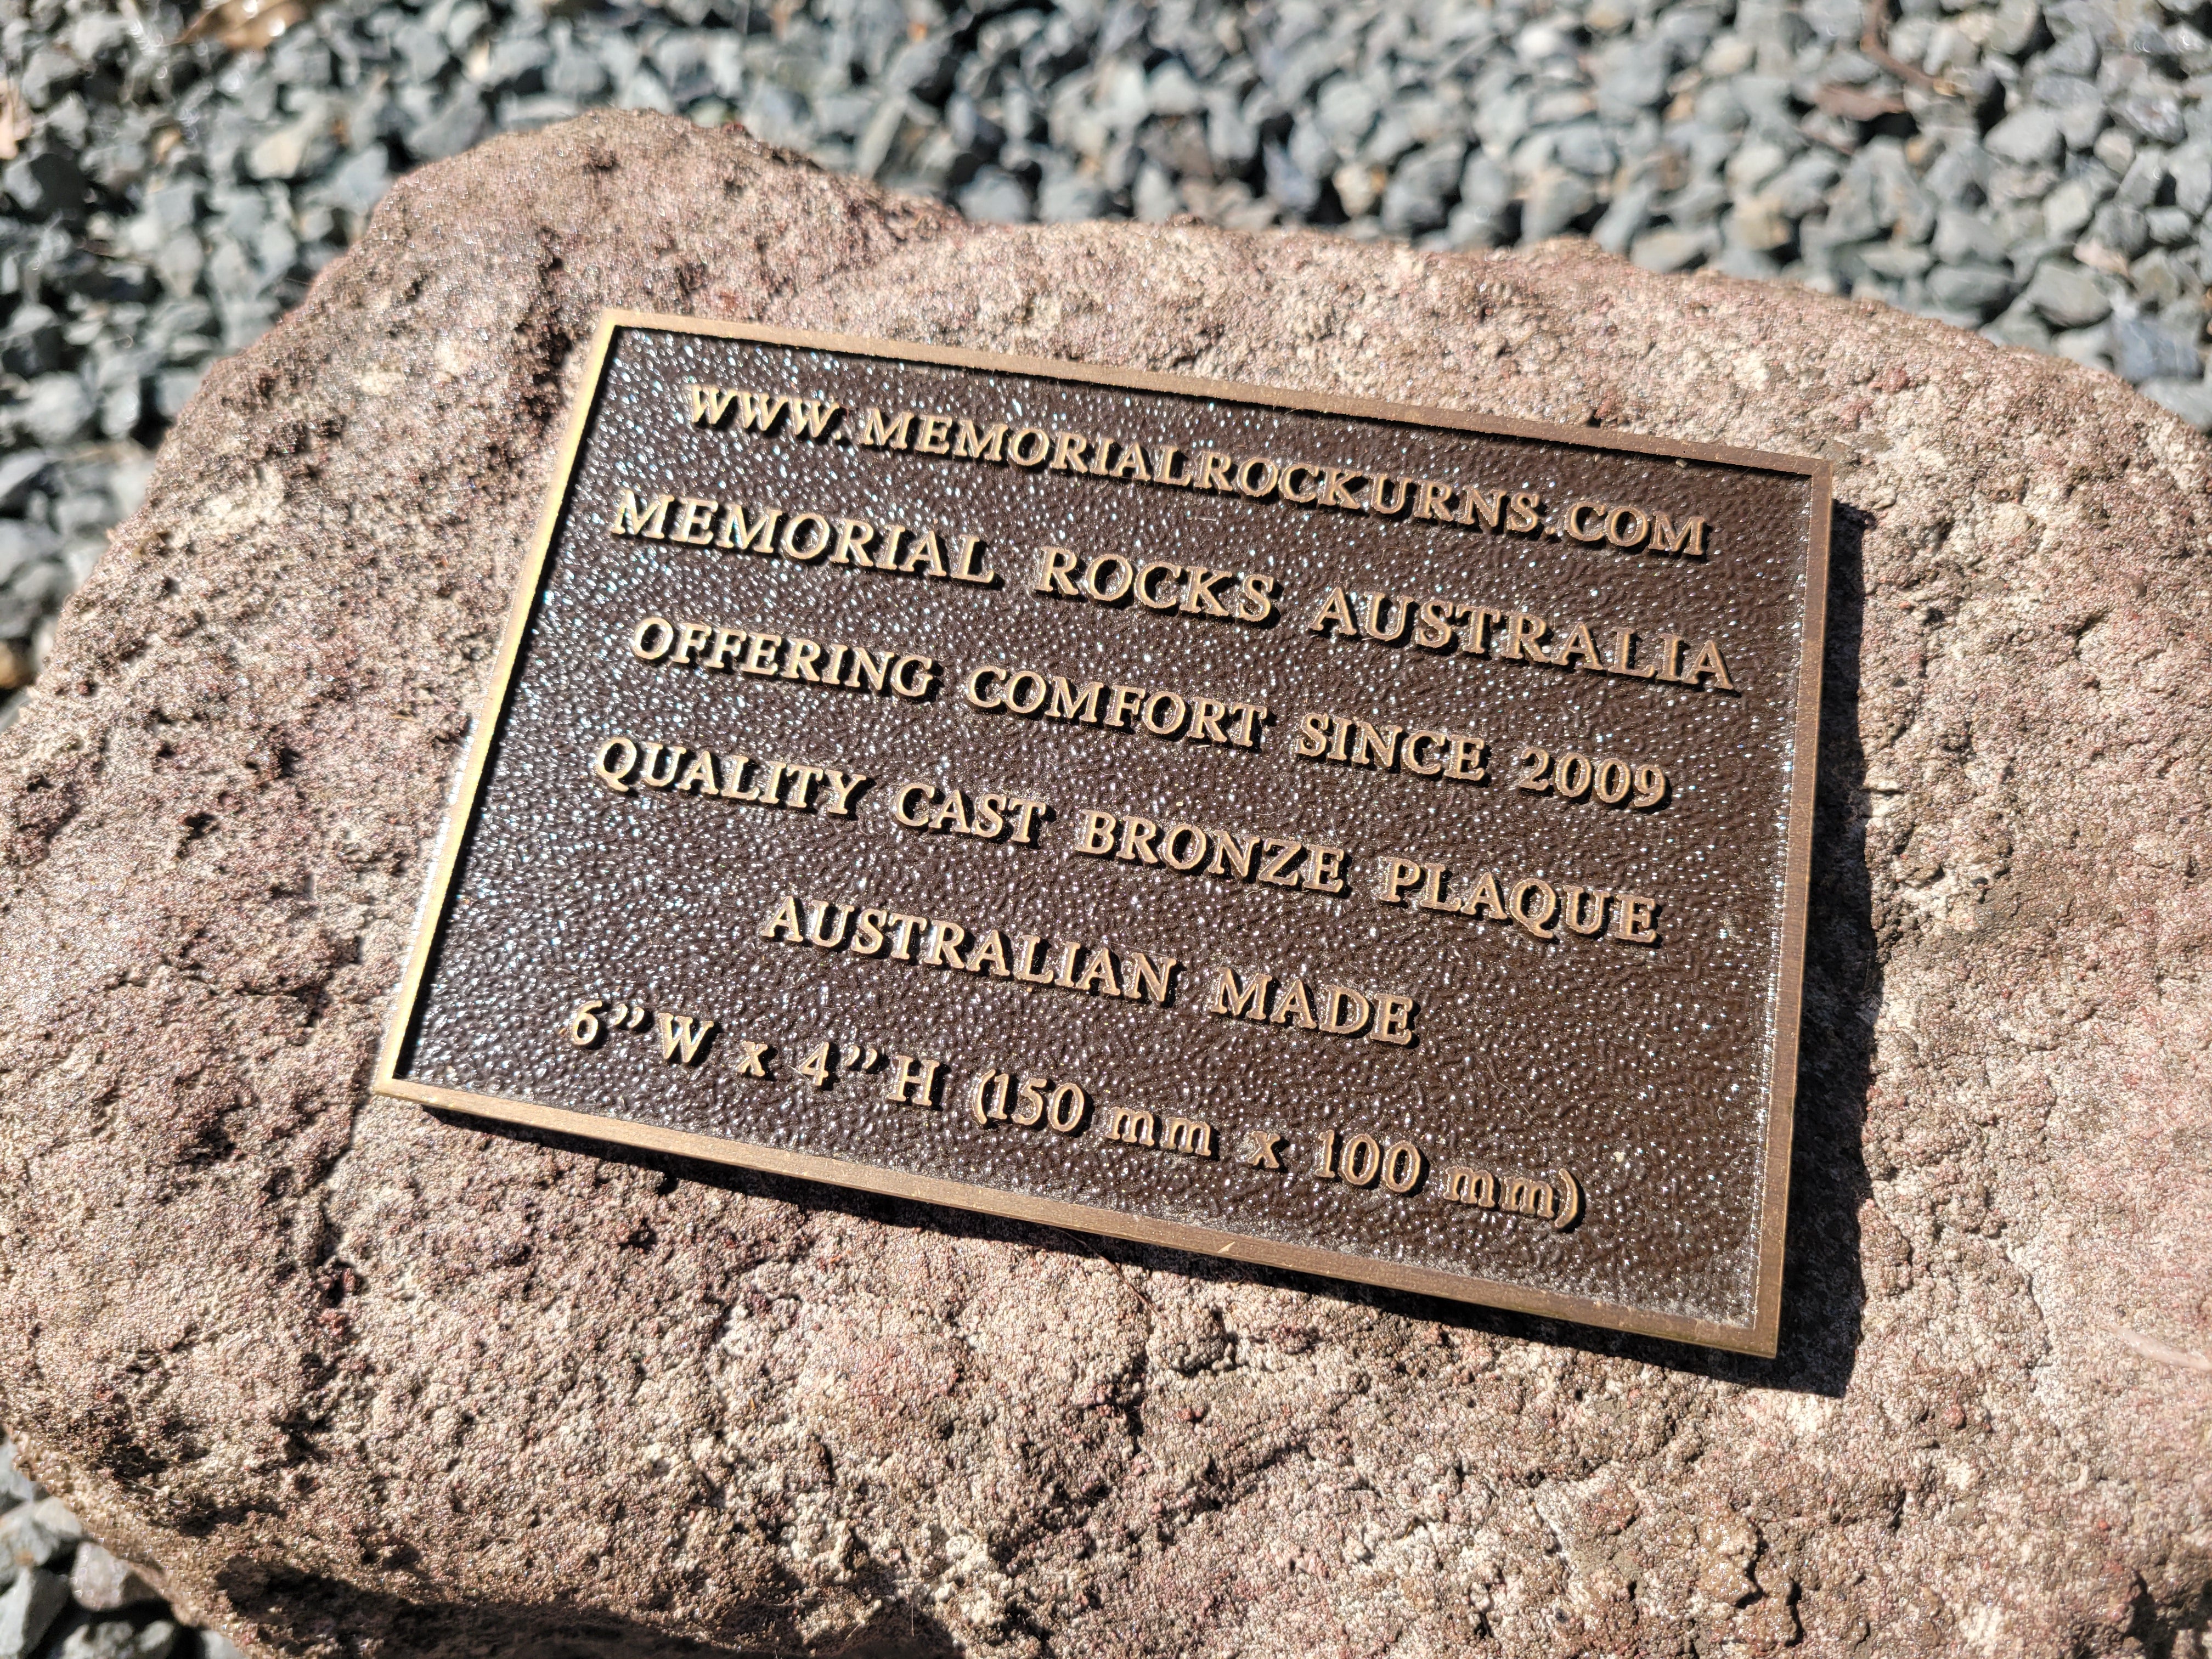 WWW.MEMORIALROCKURNS.COM
MEMORIAL ROCKS AUSTRALIA
OFFERING COMFORT SINCE 2009
QUALITY CAST BRONZE PLAQUE
AUSTRALIAN MADE
6”W x 4”H (150 mm x 100 mm)